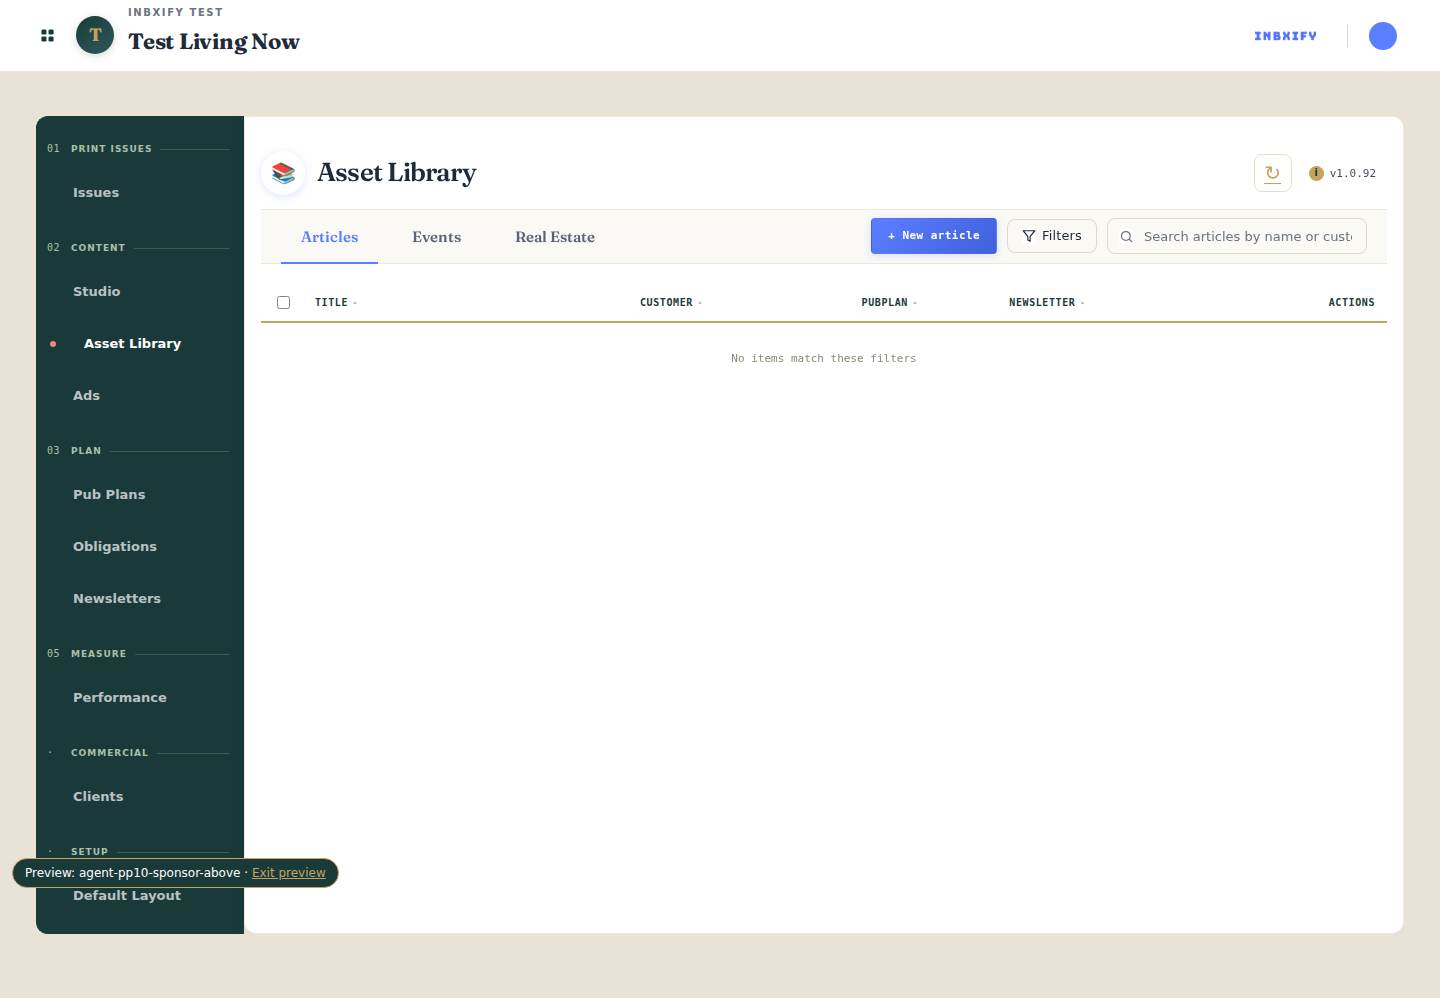 INBXIFY TEST
T
Test Living Now
INBXIFY
01 PRINT ISSUES
Issues
02 CONTENT
Studio
Asset Library
Ads
03 PLAN
Pub Plans
Obligations
Newsletters
05 MEASURE
Performance
· COMMERCIAL
Clients
· SETUP
Default Layout
Preview: agent-pp10-sponsor-above · Exit preview
Asset Library
↻
i v1.0.92
Articles Events Real Estate
+ New article
Filters
Search articles by name or custo
TITLE CUSTOMER PUBPLAN NEWSLETTER ACTIONS
No items match these filters